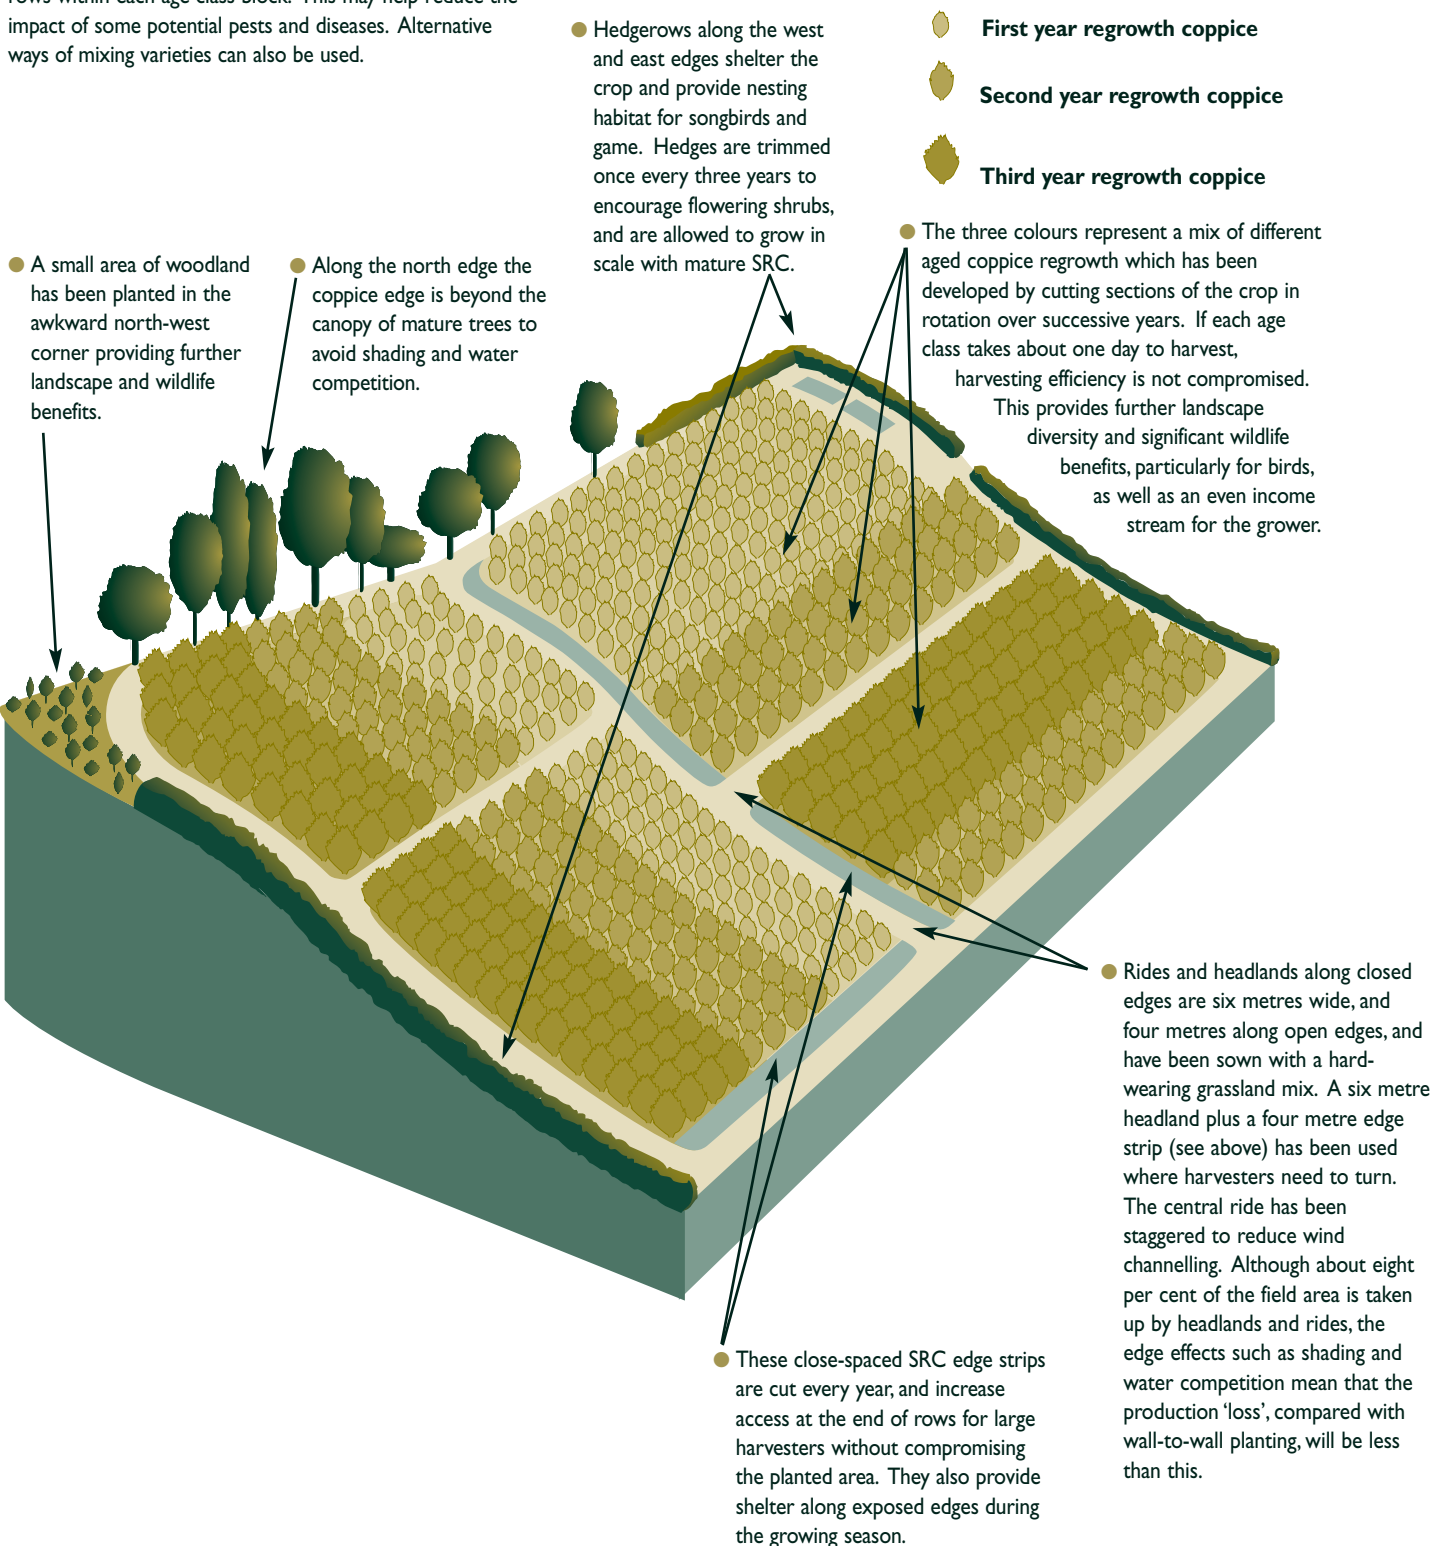 rows within each age class block. This may help reduce the
impact of some potential pests and diseases. Alternative
ways of mixing varieties can also be used.
Hedgerows along the west
and east edges shelter the
crop and provide nesting
habitat for songbirds and
game. Hedges are trimmed
once every three years to
encourage flowering shrubs,
and are allowed to grow in
scale with mature SRC.
First year regrowth coppice
Second year regrowth coppice
Third year regrowth coppice
A small area of woodland
has been planted in the
awkward north-west
corner providing further
landscape and wildlife
benefits.
Along the north edge the
coppice edge is beyond the
canopy of mature trees to
avoid shading and water
competition.
The three colours represent a mix of different
aged coppice regrowth which has been
developed by cutting sections of the crop in
rotation over successive years. If each age
class takes about one day to harvest,
harvesting efficiency is not compromised.
This provides further landscape
diversity and significant wildlife
benefits, particularly for birds,
as well as an even income
stream for the grower.
Rides and headlands along closed
edges are six metres wide, and
four metres along open edges, and
have been sown with a hard-
wearing grassland mix. A six metre
headland plus a four metre edge
strip (see above) has been used
where harvesters need to turn.
The central ride has been
staggered to reduce wind
channelling. Although about eight
per cent of the field area is taken
up by headlands and rides, the
edge effects such as shading and
water competition mean that the
production ‘loss’, compared with
wall-to-wall planting, will be less
than this.
These close-spaced SRC edge strips
are cut every year, and increase
access at the end of rows for large
harvesters without compromising
the planted area. They also provide
shelter along exposed edges during
the growing season.